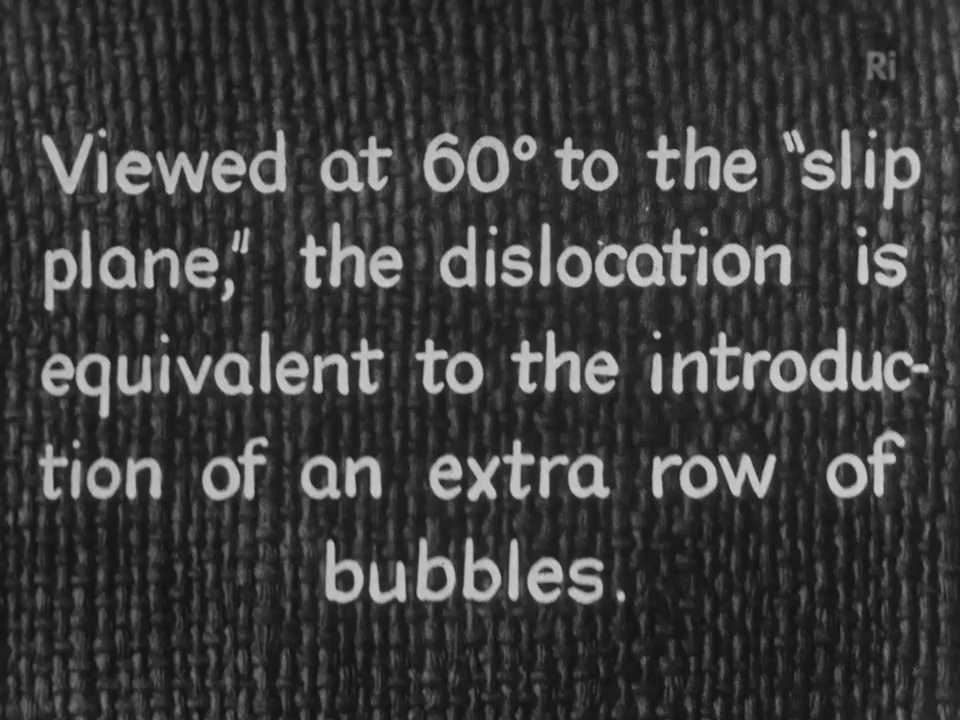 Ri
Viewed at 60° to the "slip
plane," the dislocation is
equivalent to the introduc-
tion of an extra row of
bubbles.